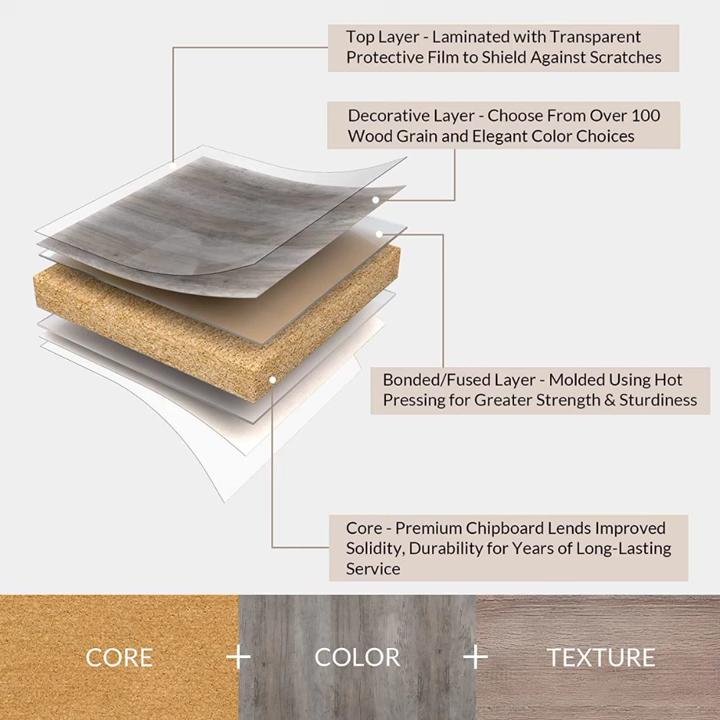 Top Layer - Laminated with Transparent
Protective Film to Shield Against Scratches
Decorative Layer - Choose From Over 100
Wood Grain and Elegant Color Choices
Bonded/Fused Layer - Molded Using Hot
Pressing for Greater Strength & Sturdiness
Core - Premium Chipboard Lends Improved
Solidity, Durability for Years of Long-Lasting
Service
CORE + COLOR + TEXTURE